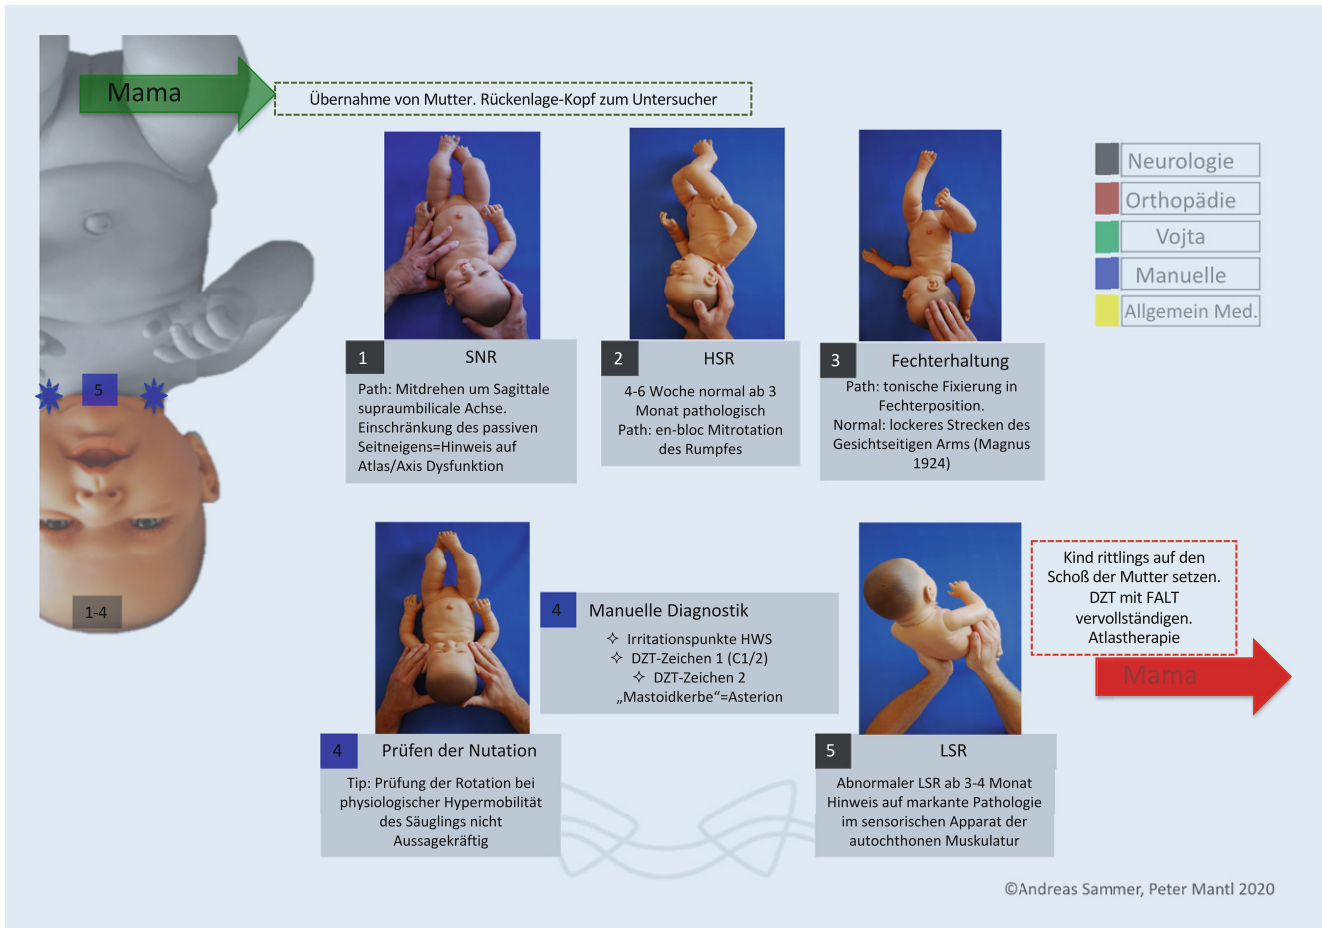 Mama
Übernahme von Mutter. Rückenlage-Kopf zum Untersucher
Neurologie
Orthopädie
Vojta
Manuelle
Allgemein Med.
1 SNR
Path: Mitdrehen um Sagittale
supraumbilicale Achse.
Einschränkung des passiven
Seitneigens=Hinweis auf
Atlas/Axis Dysfunktion
2 HSR
4-6 Woche normal ab 3
Monat pathologisch
Path: en-bloc Mitrotation
des Rumpfes
3 Fechterhaltung
Path: tonische Fixierung in
Fechterposition.
Normal: lockeres Strecken des
Gesichtseitigen Arms (Magnus
1924)
5
1-4
4 Manuelle Diagnostik
✧ Irritationspunkte HWS
✧ DZT-Zeichen 1 (C1/2)
✧ DZT-Zeichen 2
„Mastoidkerbe“=Asterion
Kind rittlings auf den
Schoß der Mutter setzen.
DZT mit FALT
vervollständigen.
Atlastherapie
Mama
4 Prüfen der Nutation
Tip: Prüfung der Rotation bei
physiologischer Hypermobilität
des Säuglings nicht
Aussagekräftig
5 LSR
Abnormaler LSR ab 3-4 Monat
Hinweis auf markante Pathologie
im sensorischen Apparat der
autochthonen Muskulatur
©Andreas Sammer, Peter Mantl 2020